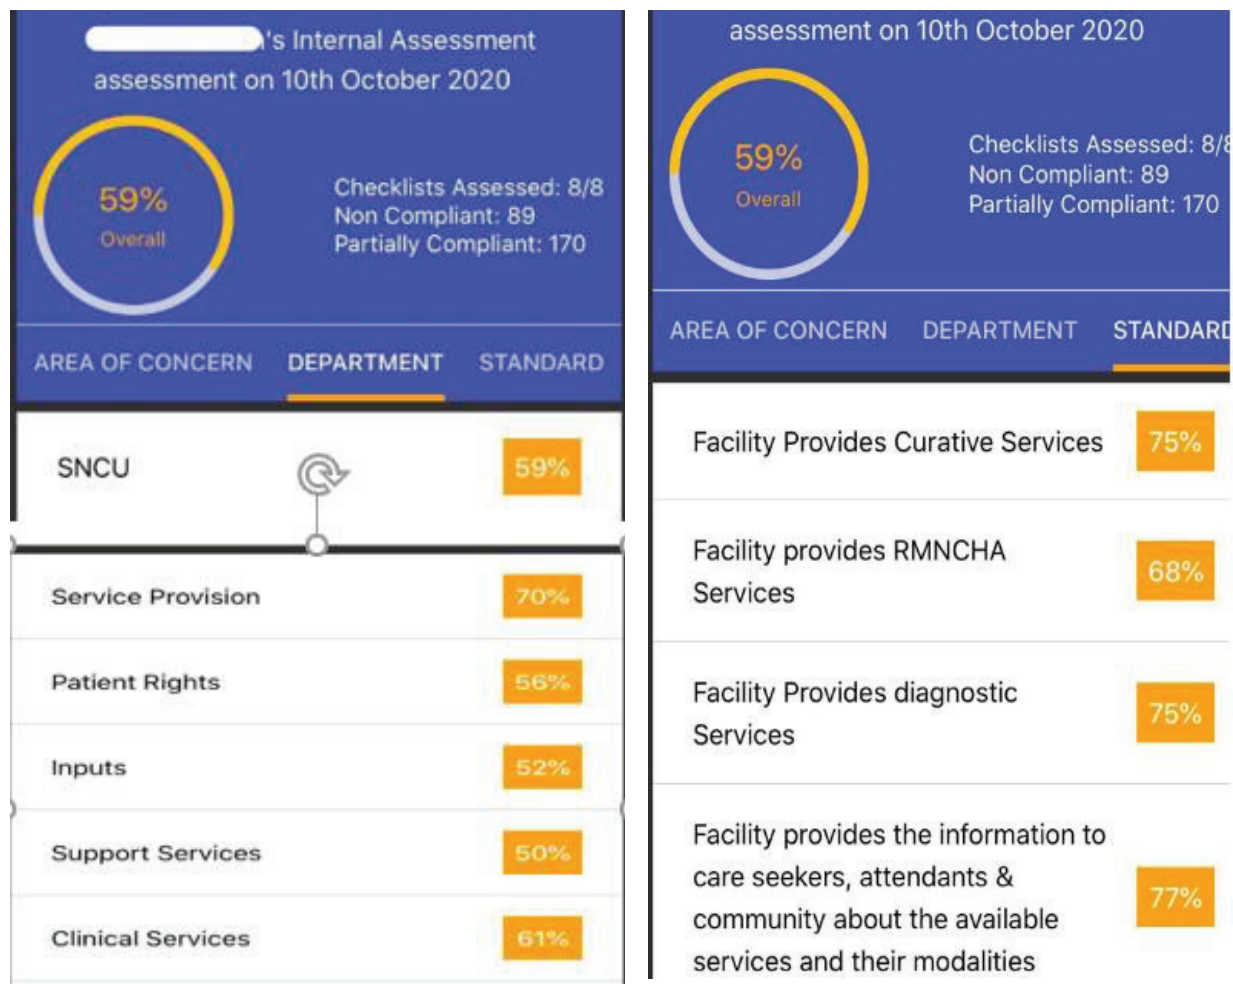 's Internal Assessment
assessment on 10th October 2020
59%
Overall
Checklists Assessed: 8/8
Non Compliant: 89
Partially Compliant: 170
AREA OF CONCERN DEPARTMENT STANDARD
SNCU 59%
Service Provision 70%
Patient Rights 56%
Inputs 52%
Support Services 50%
Clinical Services 61%
assessment on 10th October 2020
59%
Overall
Checklists Assessed: 8/8
Non Compliant: 89
Partially Compliant: 170
AREA OF CONCERN DEPARTMENT STANDARD
Facility Provides Curative Services 75%
Facility provides RMNCHA
Services 68%
Facility Provides diagnostic
Services 75%
Facility provides the information to
care seekers, attendants &
community about the available
services and their modalities 77%